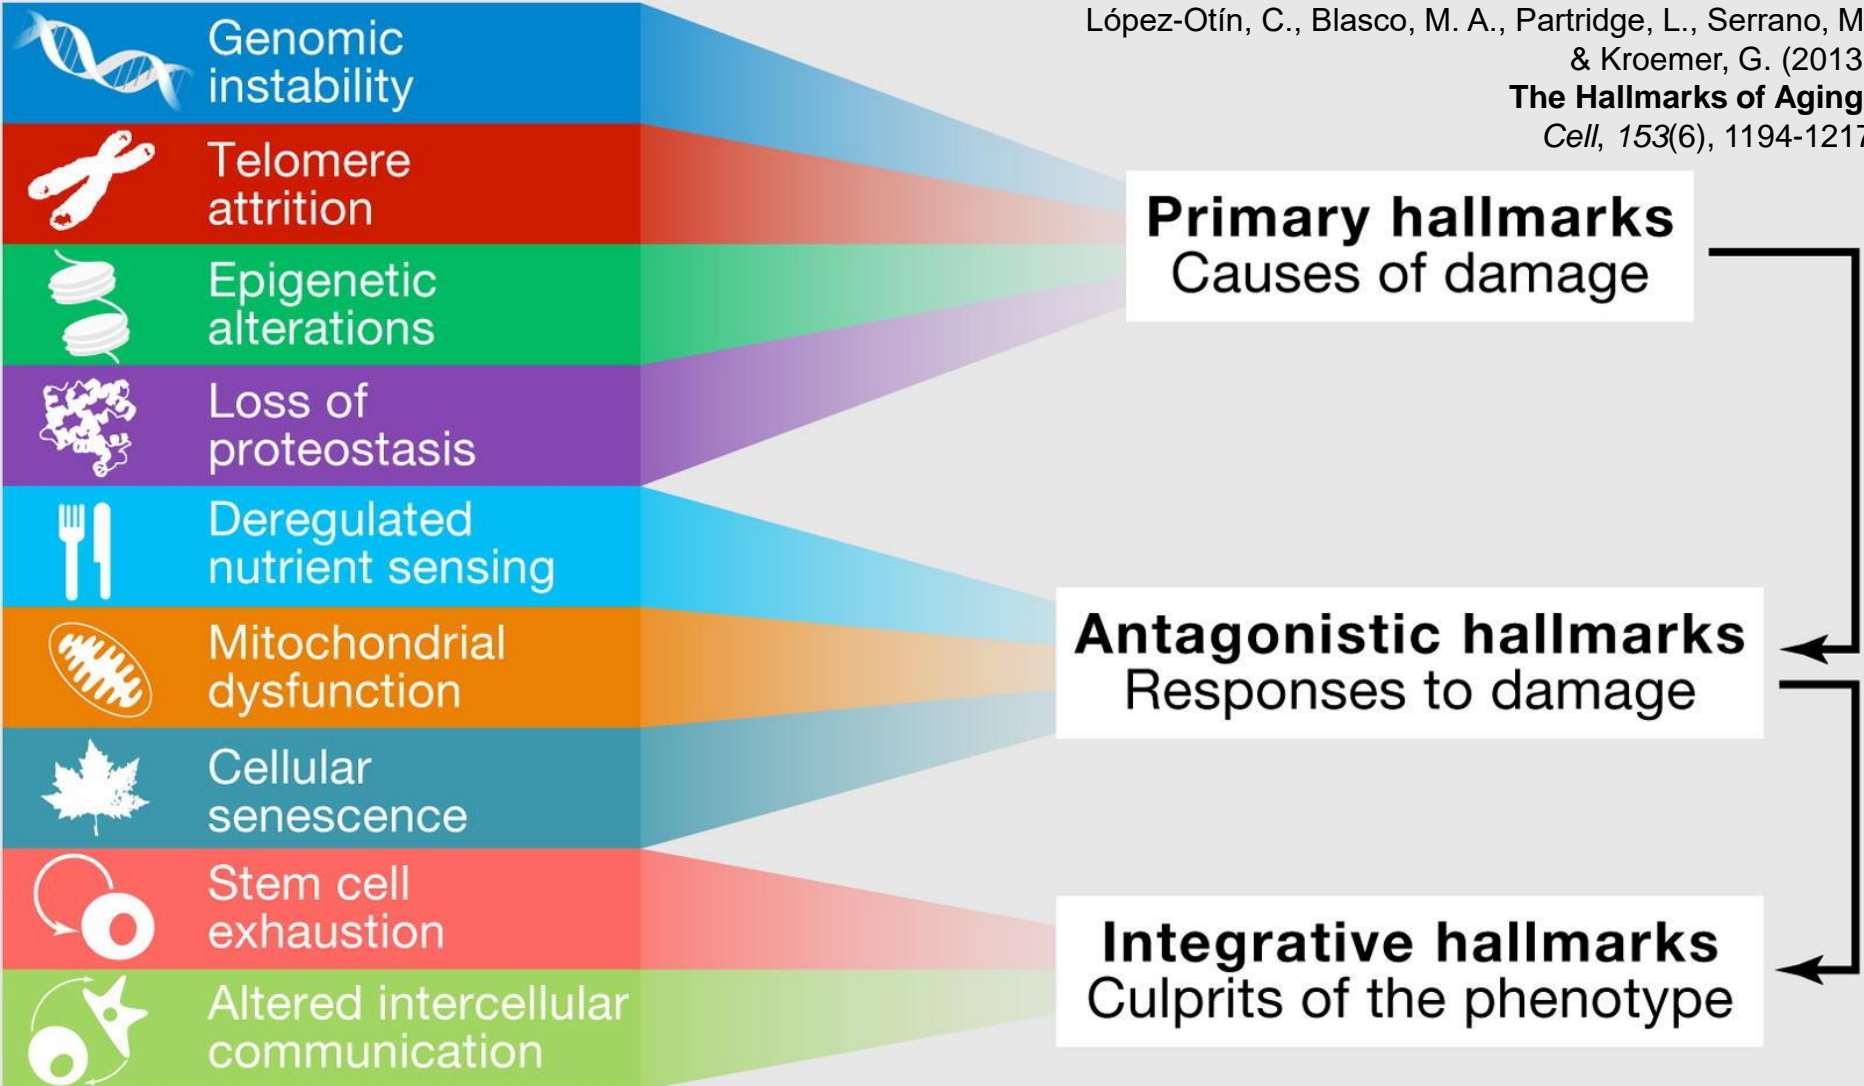 López-Otín, C., Blasco, M. A., Partridge, L., Serrano, M
& Kroemer, G. (2013
The Hallmarks of Aging
Cell, 153(6), 1194-1217
Genomic
instability
Telomere
attrition
Epigenetic
alterations
Loss of
proteostasis
Deregulated
nutrient sensing
Mitochondrial
dysfunction
Cellular
senescence
Stem cell
exhaustion
Altered intercellular
communication
Primary hallmarks
Causes of damage
Antagonistic hallmarks
Responses to damage
Integrative hallmarks
Culprits of the phenotype